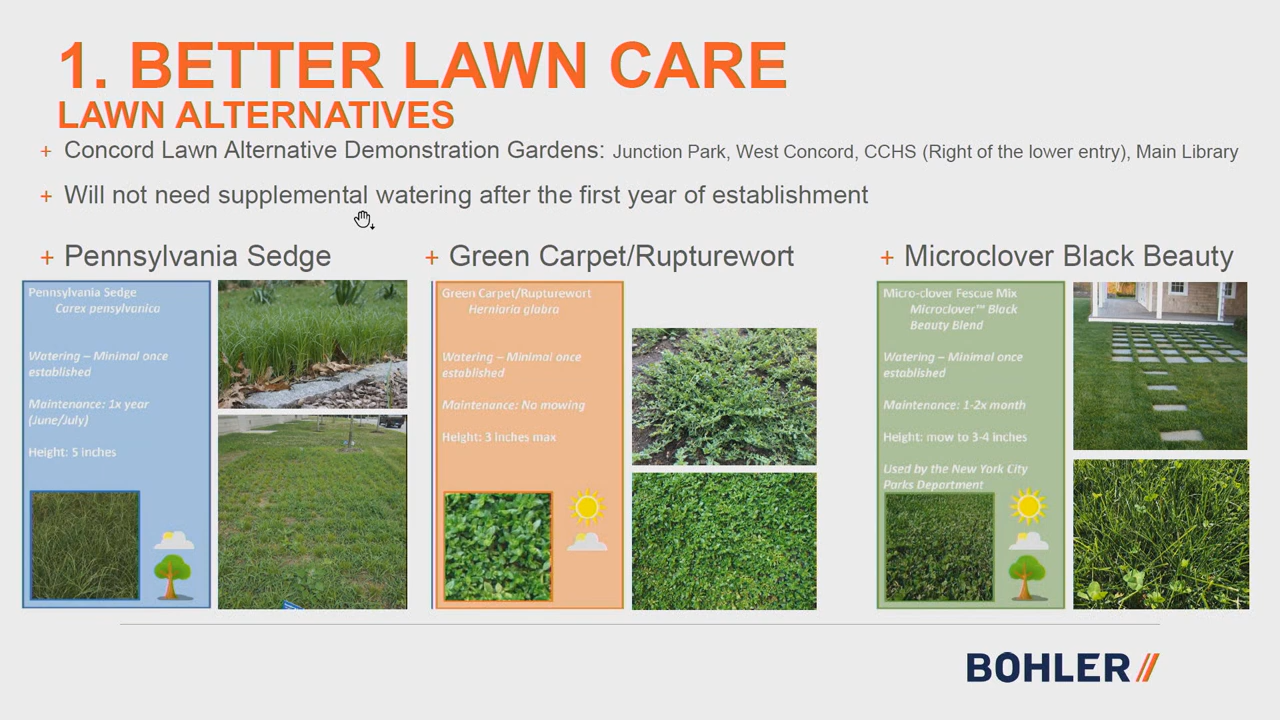 1. BETTER LAWN CARE
LAWN ALTERNATIVES
+ Concord Lawn Alternative Demonstration Gardens: Junction Park, West Concord, CCHS (Right of the lower entry), Main Library
+ Will not need supplemental watering after the first year of establishment
+ Pennsylvania Sedge
Pennsylvania Sedge
Carex pensylvanica
Watering – Minimal once
established
Maintenance: 1x year
(June/July)
Height: 5 inches
+ Green Carpet/Rupturewort
Green Carpet/Rupturewort
Herniaria glabra
Watering – Minimal once
established
Maintenance: No mowing
Height: 3 inches max
+ Microclover Black Beauty
Micro-clover Fescue Mix
Microclover™ Black
Beauty Blend
Watering – Minimal once
established
Maintenance: 1-2x month
Height: mow to 3-4 inches
Used by the New York City
Parks Department
BOHLER//